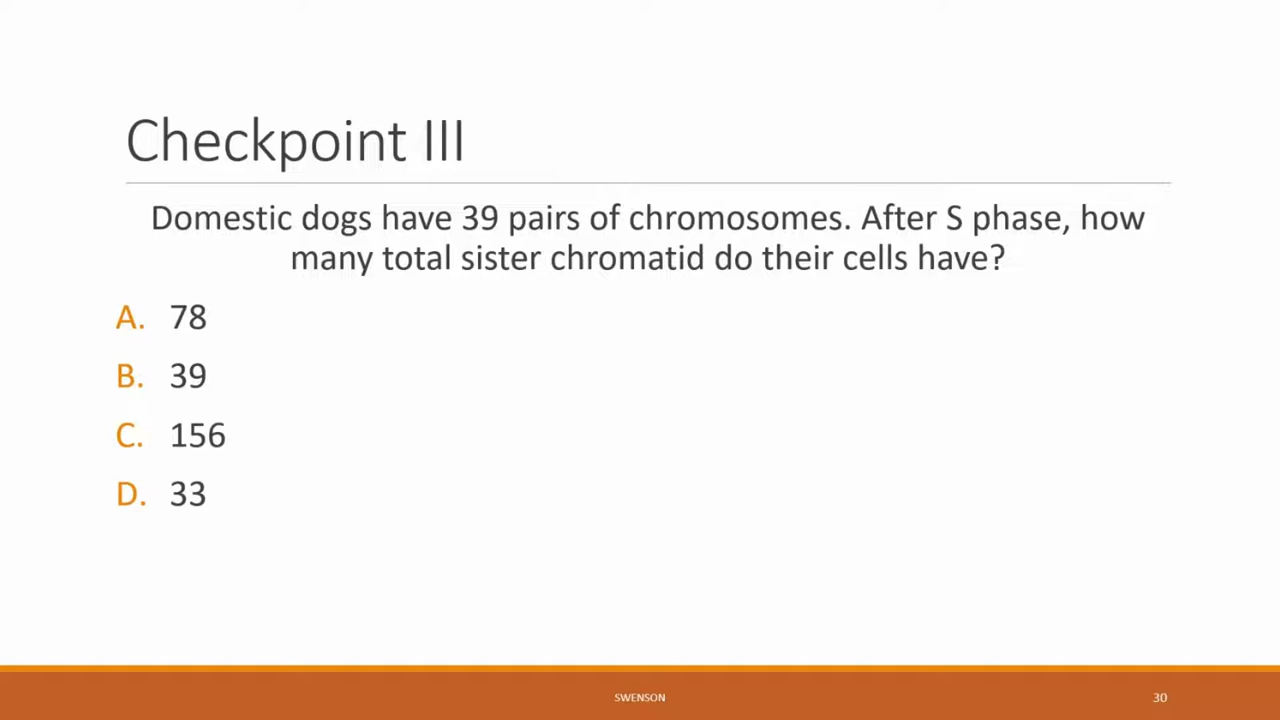 Checkpoint III
Domestic dogs have 39 pairs of chromosomes. After S phase, how
many total sister chromatid do their cells have?
A. 78
B. 39
C. 156
D. 33
SWENSON
30